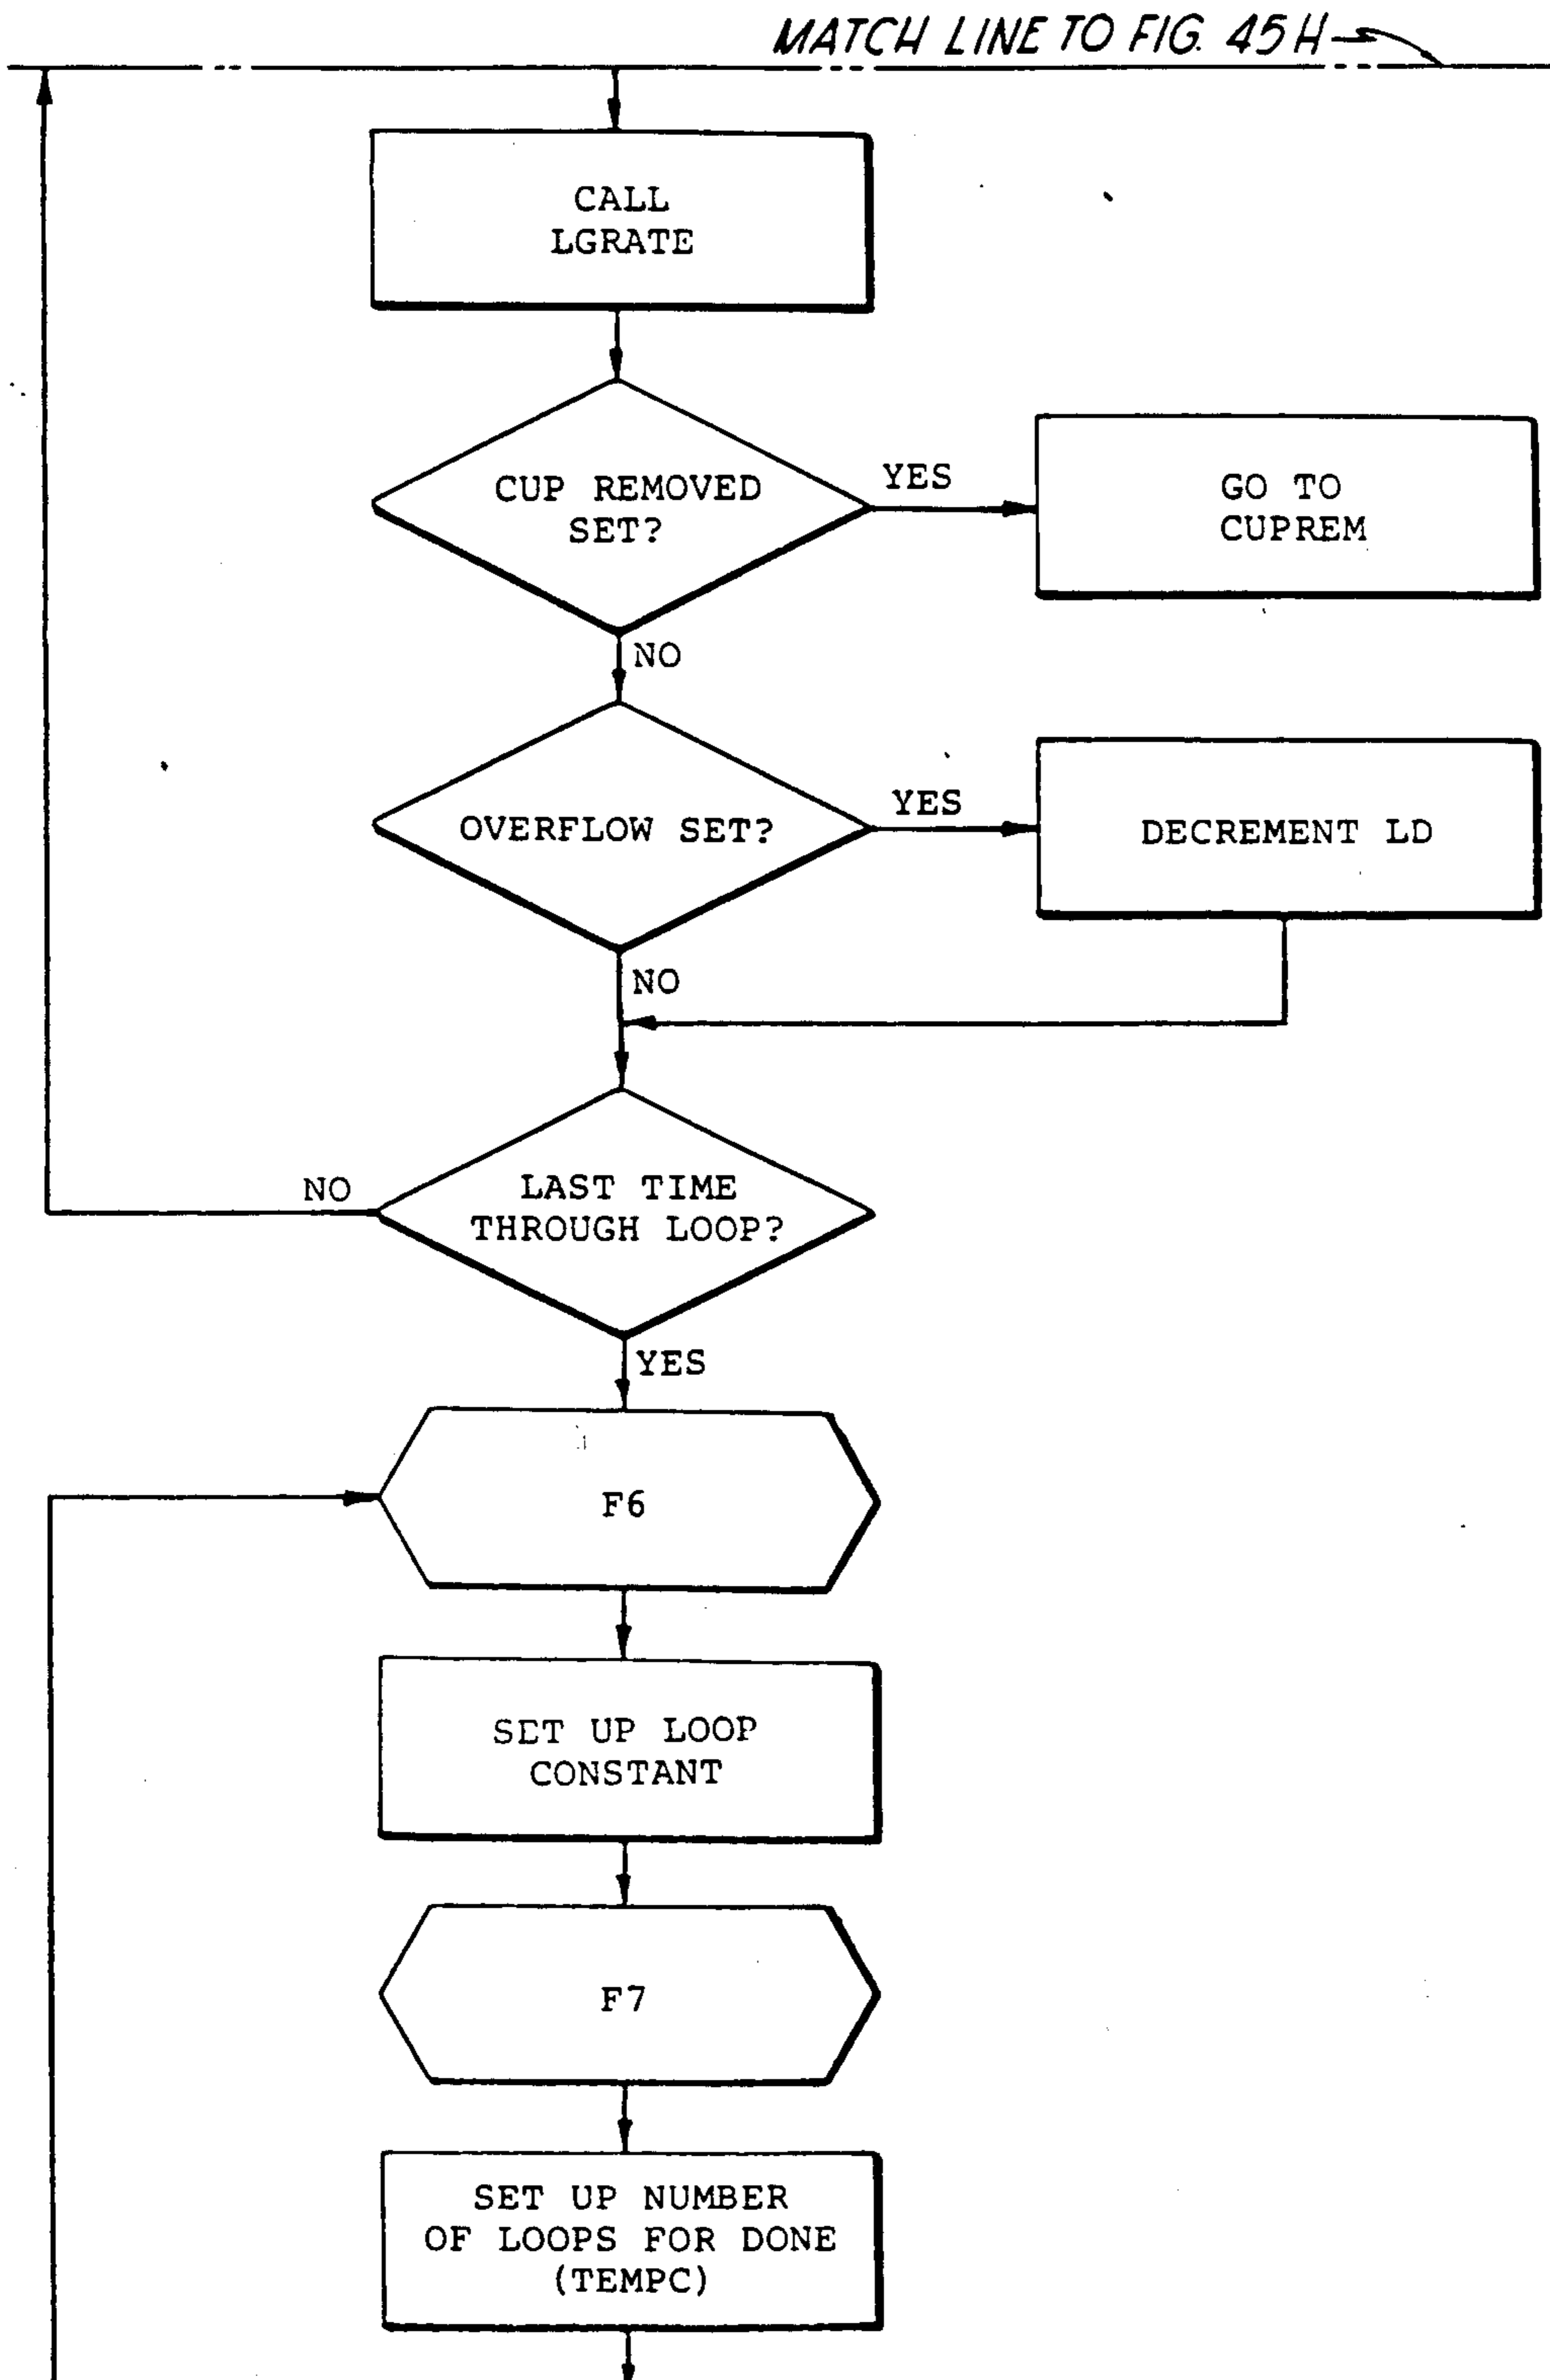 MATCH LINE TO FIG. 45H
CALL
LGRATE
CUP REMOVED
SET?
YES
GO TO
CUPREM
NO
OVERFLOW SET?
YES
DECREMENT LD
NO
LAST TIME
THROUGH LOOP?
NO
YES
F6
SET UP LOOP
CONSTANT
F7
SET UP NUMBER
OF LOOPS FOR DONE
(TEMPC)